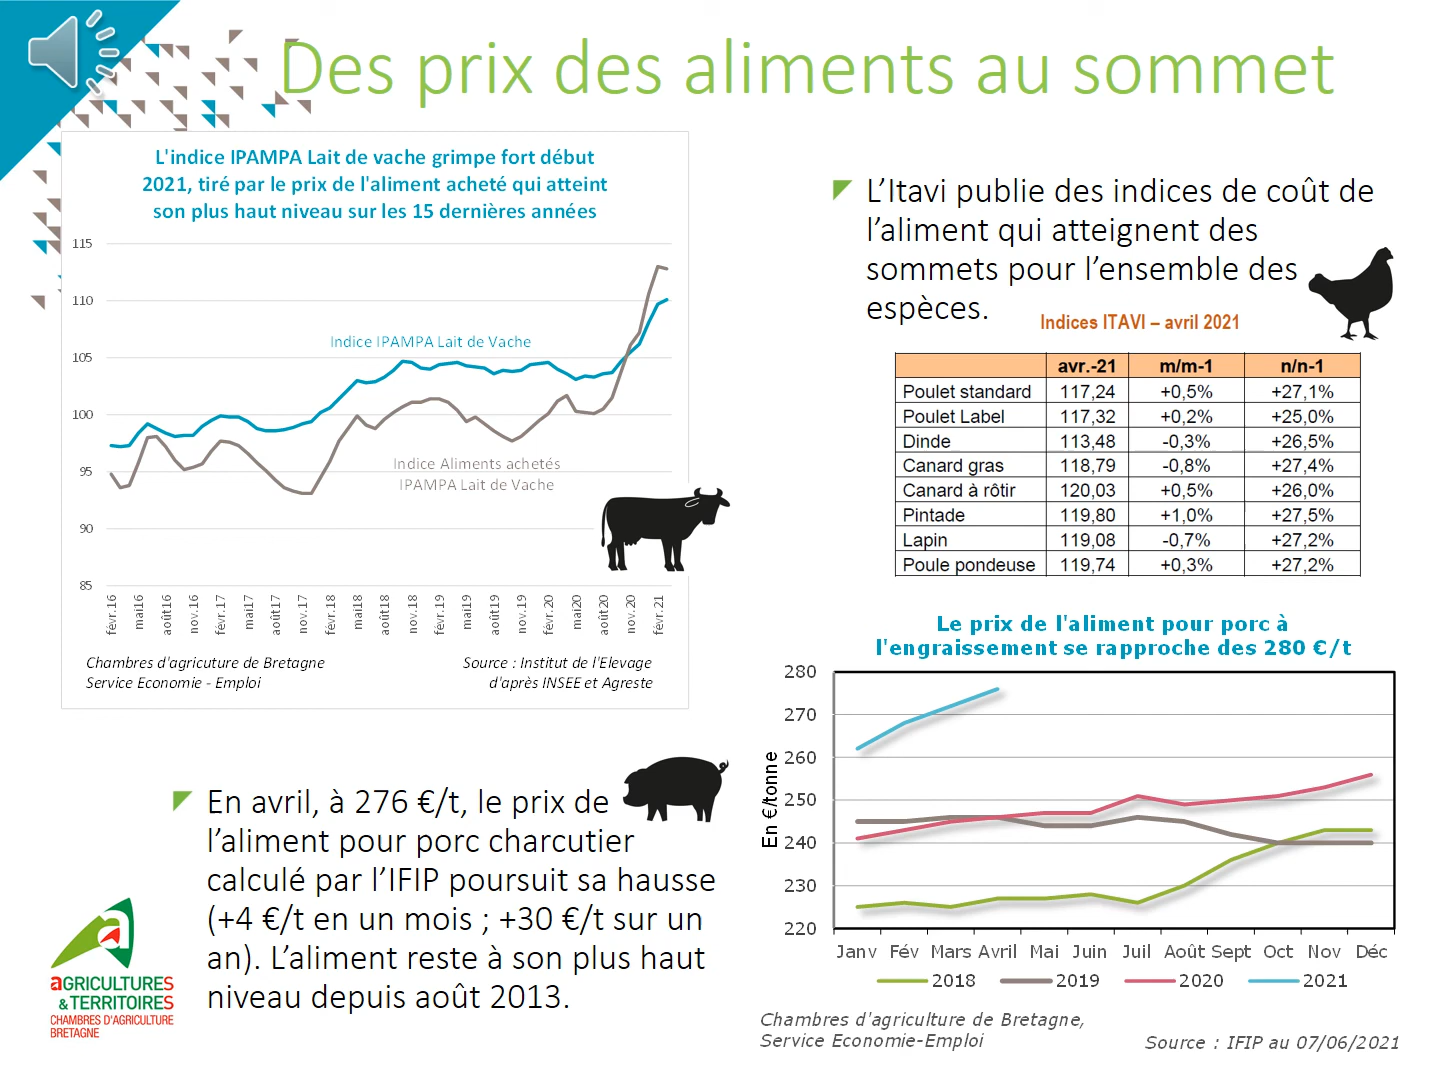 Des prix des aliments au sommet
L'indice IPAMPA Lait de vache grimpe fort début
2021, tiré par le prix de l'aliment acheté qui atteint
son plus haut niveau sur les 15 dernières années
115
110
105
100
95
90
85
Indice IPAMPA Lait de Vache
Indice Aliments achetés
IPAMPA Lait de Vache
févr.16
mai16
août16
nov.16
févr.17
mai17
août17
nov.17
févr.18
mai18
août18
nov.18
févr.19
mai19
août19
nov.19
févr.20
mai20
août20
nov.20
févr.21
Chambres d'agricuture de Bretagne
Service Economie - Emploi
Source : Institut de l'Elevage
d'après INSEE et Agreste
En avril, à 276 €/t, le prix de
l’aliment pour porc charcutier
calculé par l’IFIP poursuit sa hausse
(+4 €/t en un mois ; +30 €/t sur un
an). L’aliment reste à son plus haut
niveau depuis août 2013.
aGRICULTURES
& TERRITOIRES
CHAMBRES D'AGRICULTURE
BRETAGNE
L’Itavi publie des indices de coût de
l’aliment qui atteignent des
sommets pour l’ensemble des
espèces.
Indices ITAVI – avril 2021
avr.-21 m/m-1 n/n-1
Poulet standard 117,24 +0,5% +27,1%
Poulet Label 117,32 +0,2% +25,0%
Dinde 113,48 -0,3% +26,5%
Canard gras 118,79 -0,8% +27,4%
Canard à rôtir 120,03 +0,5% +26,0%
Pintade 119,80 +1,0% +27,5%
Lapin 119,08 -0,7% +27,2%
Poule pondeuse 119,74 +0,3% +27,2%
Le prix de l'aliment pour porc à
l'engraissement se rapproche des 280 €/t
En €/tonne
280
270
260
250
240
230
220
Janv Fév Mars Avril Mai Juin Juil Août Sept Oct Nov Déc
2018 2019 2020 2021
Chambres d'agriculture de Bretagne,
Service Economie-Emploi
Source : IFIP au 07/06/2021